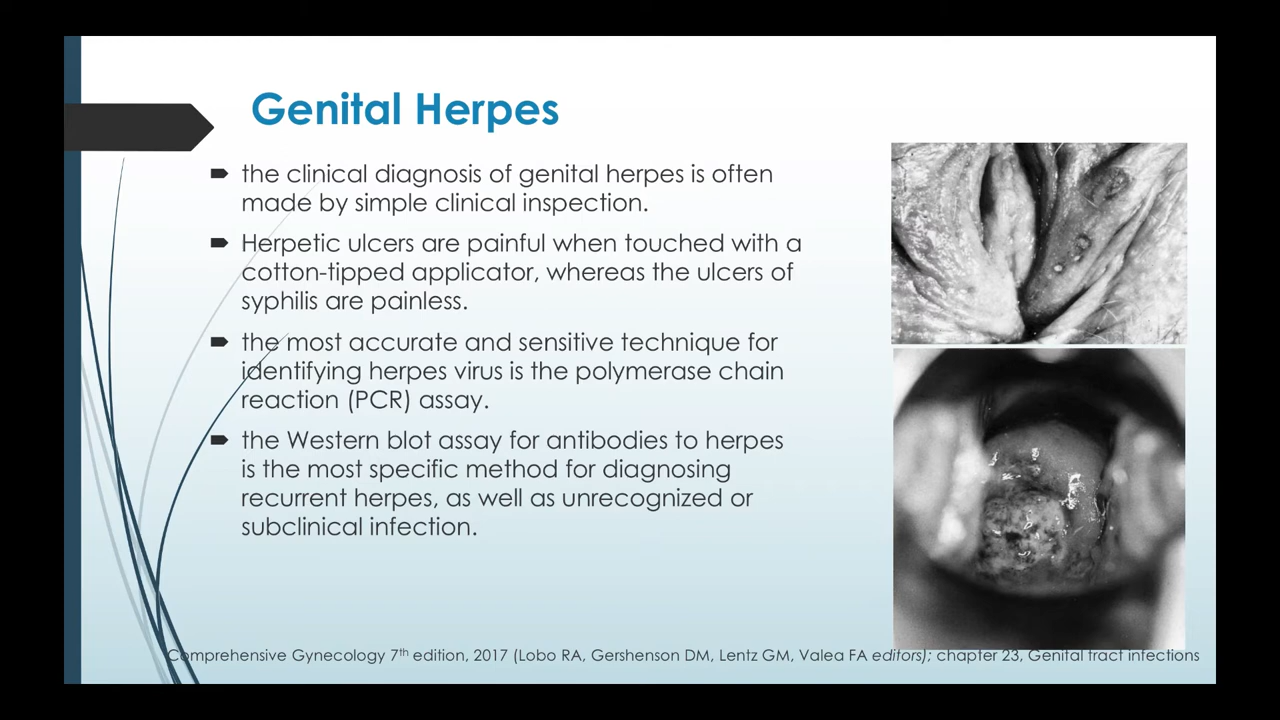 Genital Herpes
the clinical diagnosis of genital herpes is often
made by simple clinical inspection.
Herpetic ulcers are painful when touched with a
cotton-tipped applicator, whereas the ulcers of
syphilis are painless.
the most accurate and sensitive technique for
identifying herpes virus is the polymerase chain
reaction (PCR) assay.
the Western blot assay for antibodies to herpes
is the most specific method for diagnosing
recurrent herpes, as well as unrecognized or
subclinical infection.
Comprehensive Gynecology 7th edition, 2017 (Lobo RA, Gershenson DM, Lentz GM, Valea FA editors); chapter 23, Genital tract infections